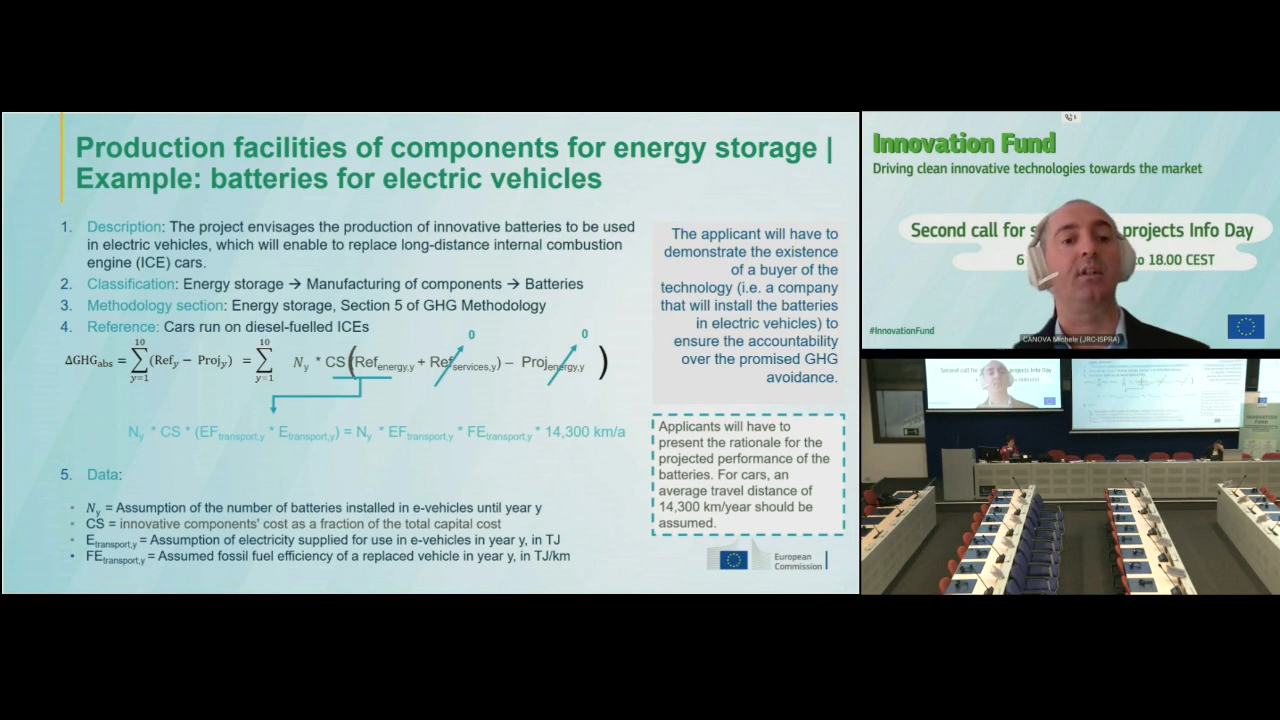 Production facilities of components for energy storage |
Example: batteries for electric vehicles
1. Description: The project envisages the production of innovative batteries to be used
in electric vehicles, which will enable to replace long-distance internal combustion
engine (ICE) cars.
2. Classification: Energy storage → Manufacturing of components → Batteries
3. Methodology section: Energy storage, Section 5 of GHG Methodology
4. Reference: Cars run on diesel-fuelled ICEs
ΔGHGabs = ∑(Refy − Projy) = ∑ Ny * CS(Refenergy,y + Refservices,y) − Projenergy,y )
10 10 0 0
y=1 y=1
Ny * CS * (EFtransport,y * Etransport,y) = Ny * EFtransport,y * FEtransport,y * 14,300 km/a
5. Data:
• Ny = Assumption of the number of batteries installed in e-vehicles until year y
• CS = innovative components' cost as a fraction of the total capital cost
• Etransport,y = Assumption of electricity supplied for use in e-vehicles in year y, in TJ
• FEtransport,y = Assumed fossil fuel efficiency of a replaced vehicle in year y, in TJ/km
The applicant will have to
demonstrate the existence
of a buyer of the
technology (i.e. a company
that will install the batteries
in electric vehicles) to
ensure the accountability
over the promised GHG
avoidance.
Applicants will have to
present the rationale for the
projected performance of the
batteries. For cars, an
average travel distance of
14,300 km/year should be
assumed.
European
Commission
Innovation Fund
Driving clean innovative technologies towards the market
Second call for s projects Info Day
6 to 18.00 CEST
#InnovationFund
CANOVA Michele (JRC-ISPRA)
Second call for s projects Info Day